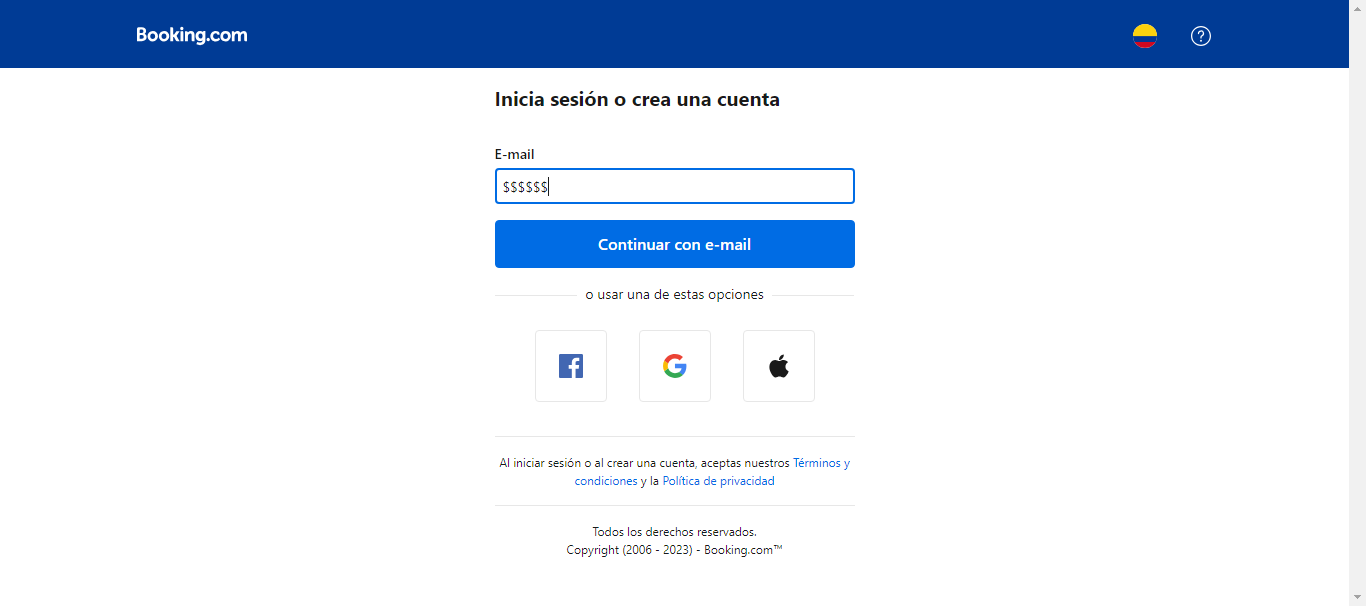 Booking.com
Inicia sesión o crea una cuenta
E-mail
$$$$$$
Continuar con e-mail
o usar una de estas opciones
Al iniciar sesión o al crear una cuenta, aceptas nuestros Términos y
condiciones y la Política de privacidad
Todos los derechos reservados.
Copyright (2006 - 2023) - Booking.com™